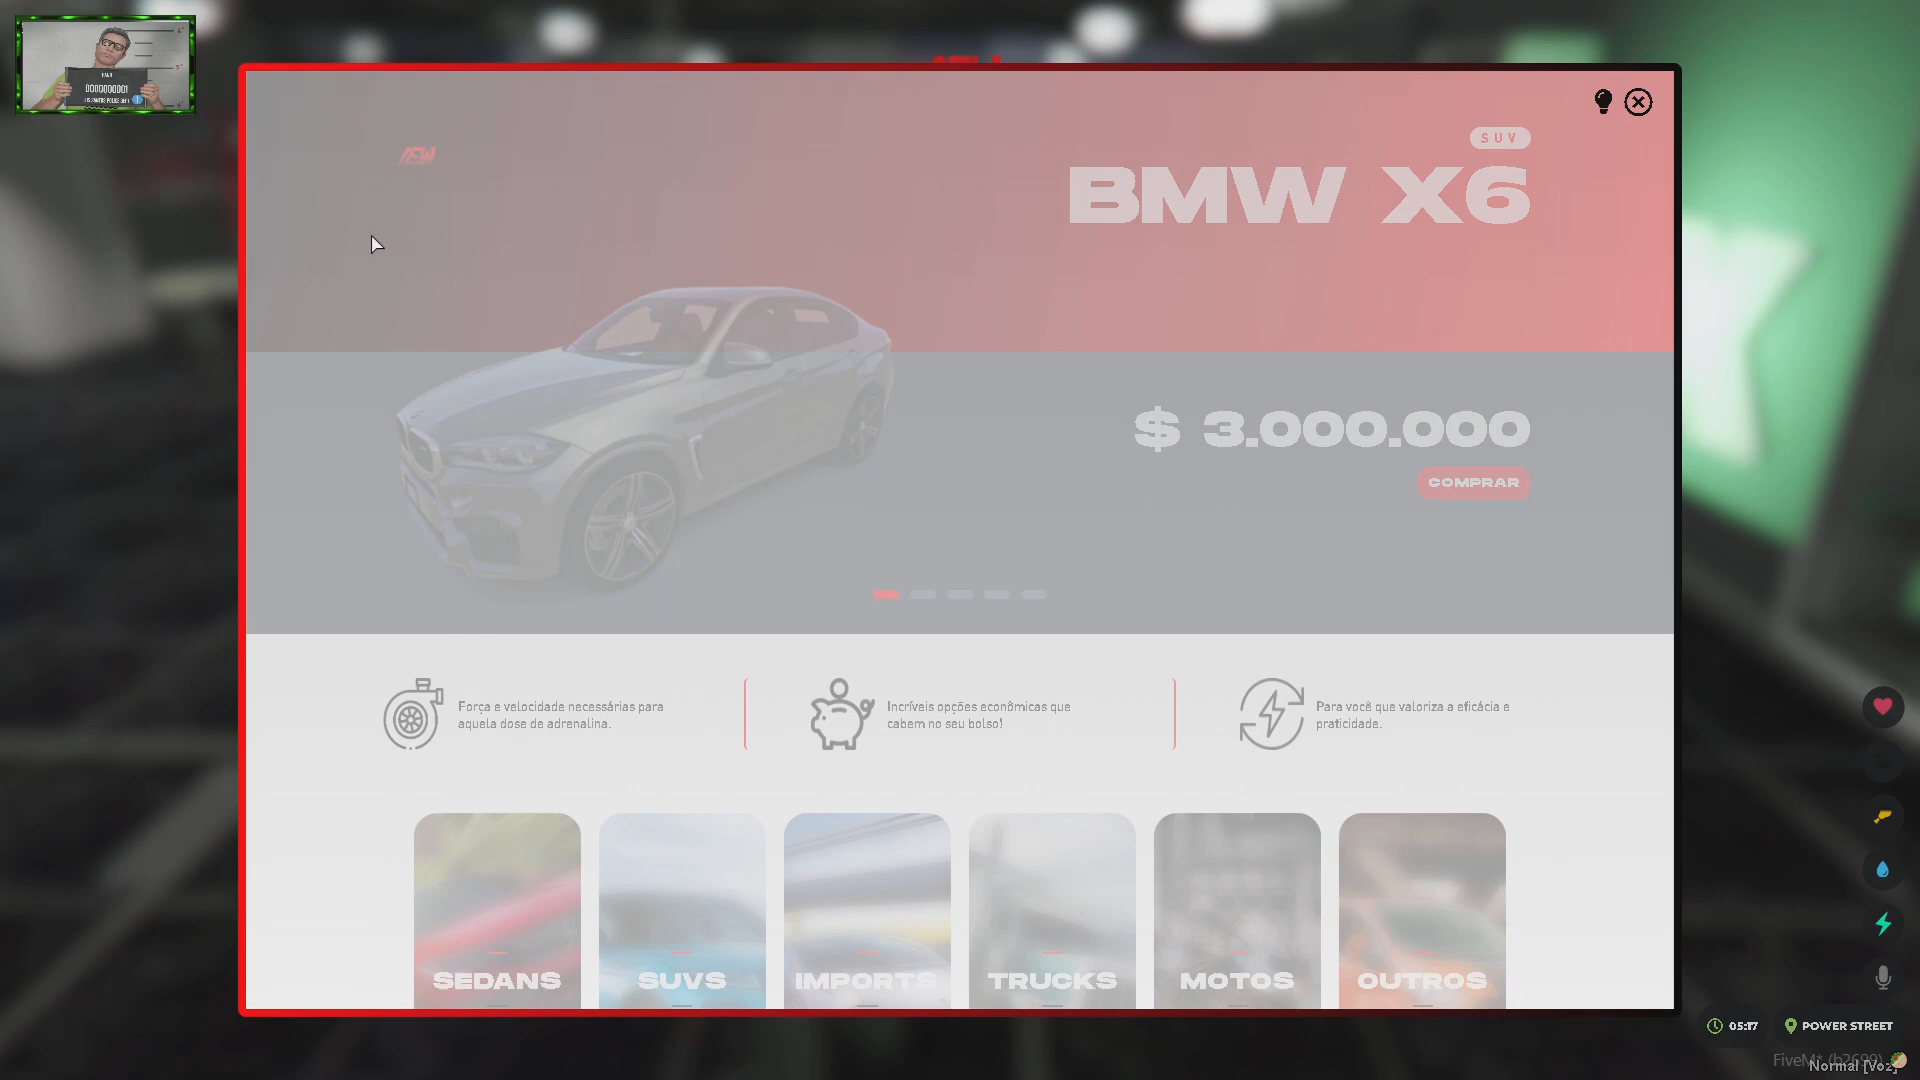 0000000001
SUV
BMW X6
$ 3.000.000
COMPRAR
Força e velocidade necessárias para
aquela dose de adrenalina.
Incríveis opções econômicas que
cabem no seu bolso!
Para você que valoriza a eficácia e
praticidade.
SEDANS
SUVS
IMPORTS
TRUCKS
MOTOS
OUTROS
05:17
POWER STREET
Normal [Voz]